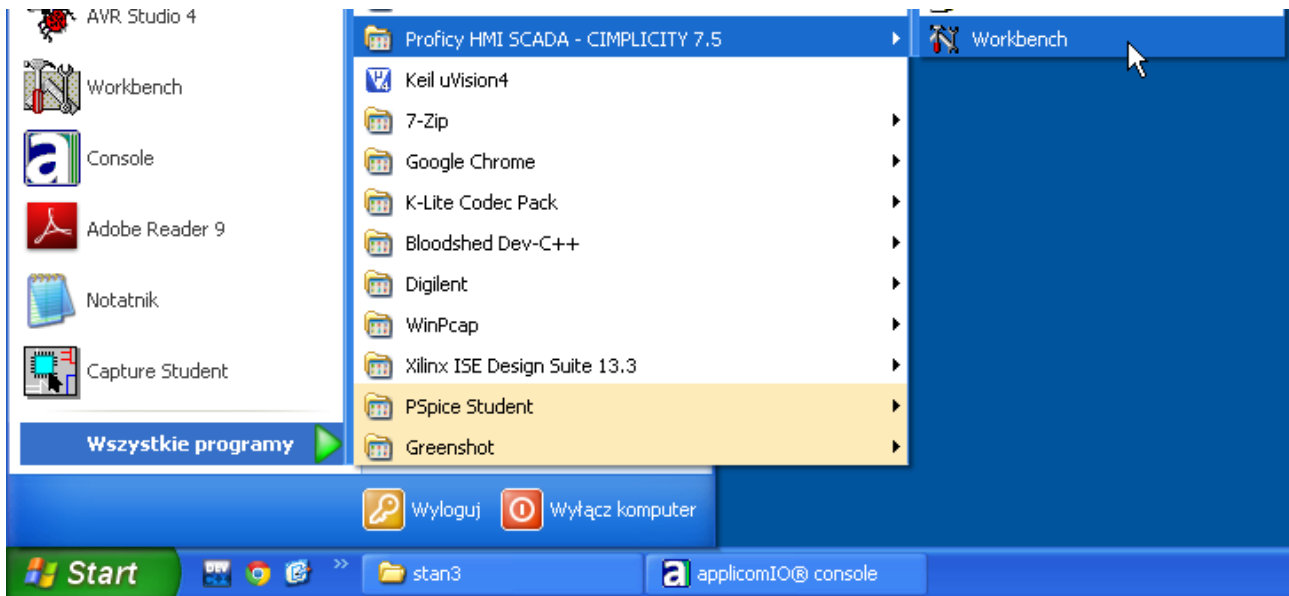 AVR Studio 4
Workbench
Console
Adobe Reader 9
Notatnik
Capture Student
Wszystkie programy
Proficy HMI SCADA - CIMPLICITY 7.5
Keil uVision4
7-Zip
Google Chrome
K-Lite Codec Pack
Bloodshed Dev-C++
Digilent
WinPcap
Xilinx ISE Design Suite 13.3
PSpice Student
Greenshot
Workbench
Wyloguj
Wyłącz komputer
Start
DEV
stan3
applicomIO® console